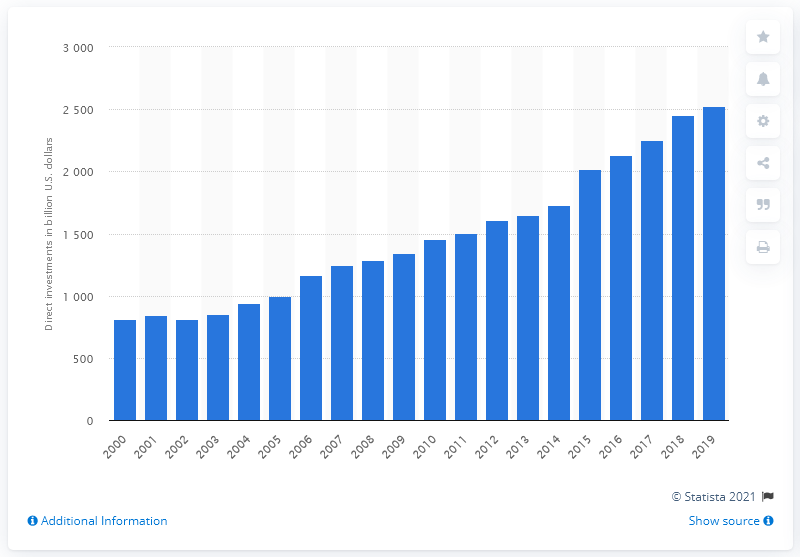 3 000
2 500
2 000
1 500
1 000
500
0
Direct investments in billion U.S. dollars
2000 2001 2002 2003 2004 2005 2006 2007 2008 2009 2010 2011 2012 2013 2014 2015 2016 2017 2018 2019
© Statista 2021
Additional Information
Show source